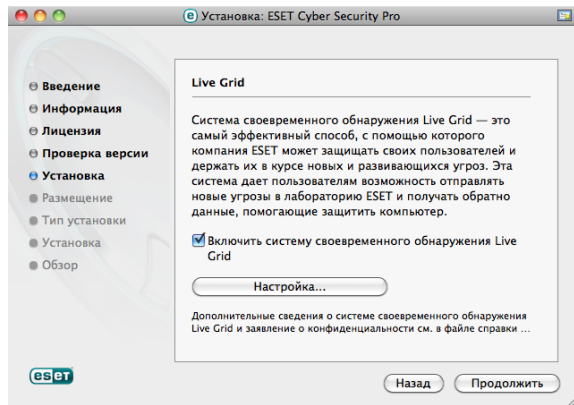 Установка: ESET Cyber Security Pro
Введение
Информация
Лицензия
Проверка версии
Установка
Размещение
Тип установки
Установка
Обзор
Live Grid
Система своевременного обнаружения Live Grid — это
самый эффективный способ, с помощью которого
компания ESET может защищать своих пользователей и
держать их в курсе новых и развивающихся угроз. Эта
система дает пользователям возможность отправлять
новые угрозы в лабораторию ESET и получать обратно
данные, помогающие защитить компьютер.
Включить систему своевременного обнаружения Live
Grid
Настройка...
Дополнительные сведения о системе своевременного обнаружения
Live Grid и заявление о конфиденциальности см. в файле справки ...
eset
Назад
Продолжить